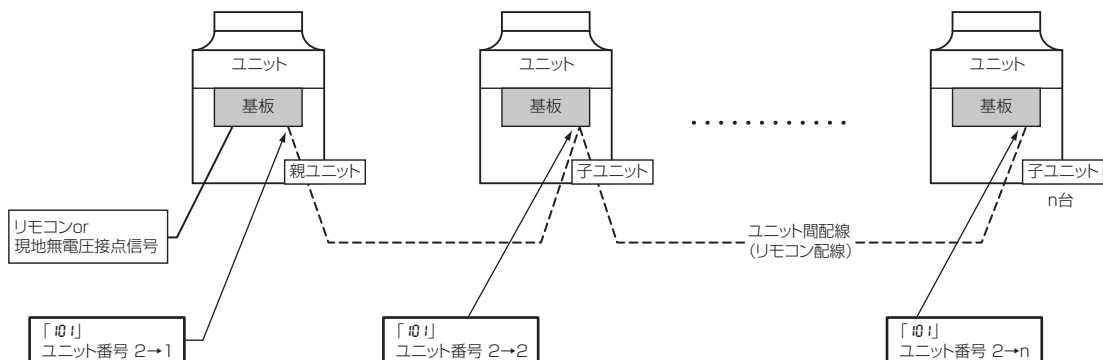 ユニット
ユニット
ユニット
基板
基板
基板
親ユニット
子ユニット
子ユニット
n台
リモコンor
現地無電圧接点信号
ユニット間配線
(リモコン配線)
「101」
ユニット番号 2→1
「101」
ユニット番号 2→2
「101」
ユニット番号 2→n